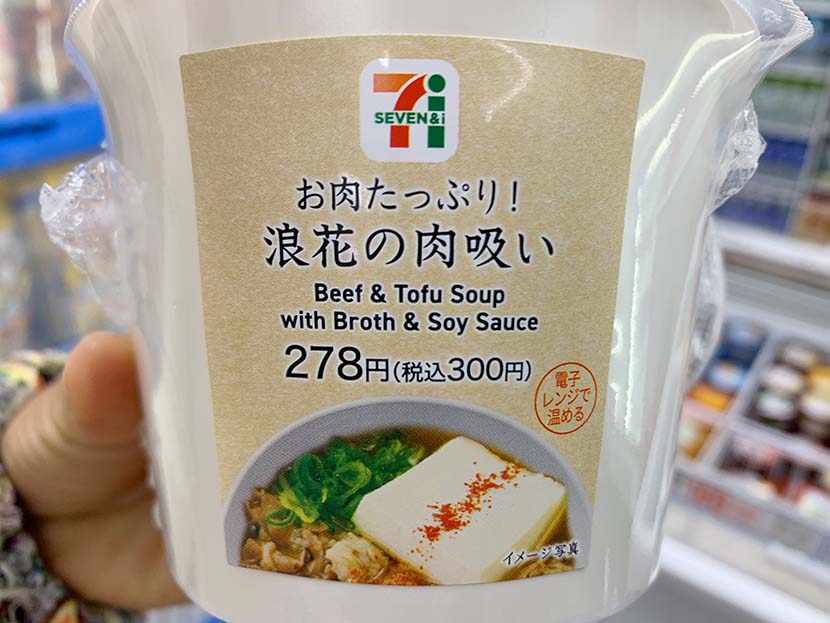 SEVEN&i
お肉たっぷり!
浪花の肉吸い
Beef & Tofu Soup
with Broth & Soy Sauce
278円(税込300円)
電子
レンジで
温める
イメージ写真